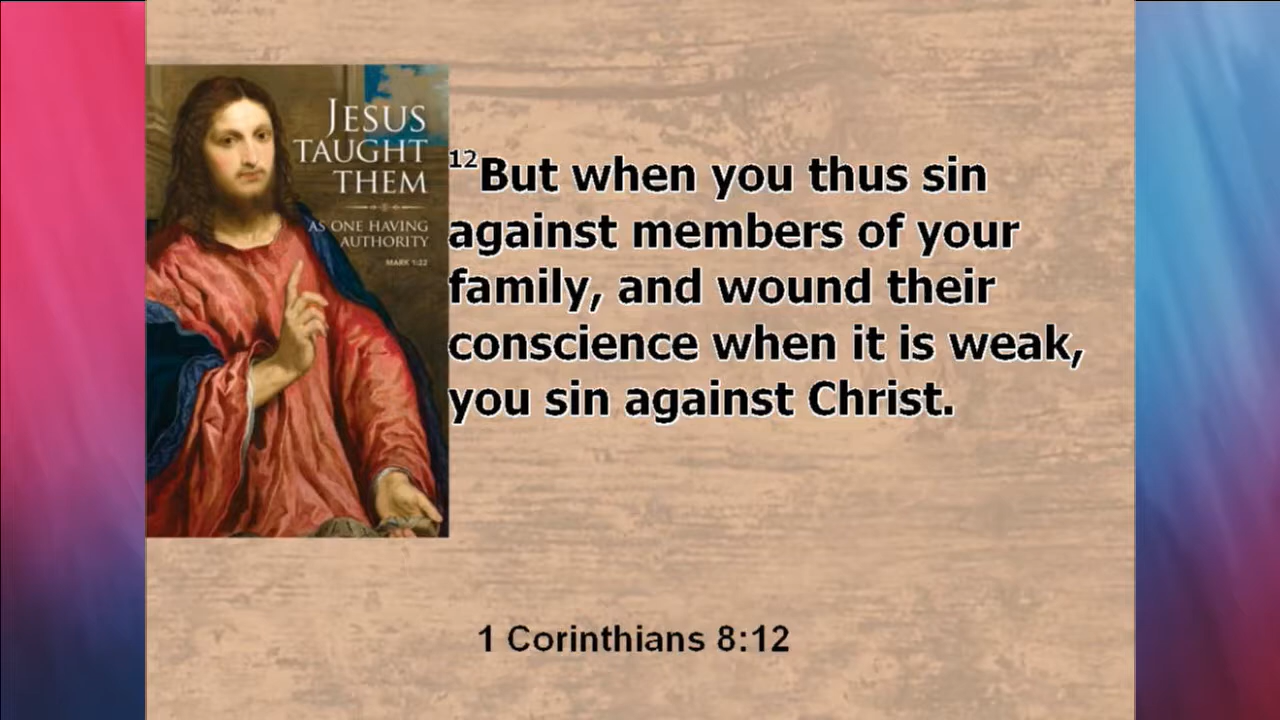 JESUS
TAUGHT
THEM
AS ONE HAVING
AUTHORITY
MARK 1:22
12But when you thus sin
against members of your
family, and wound their
conscience when it is weak,
you sin against Christ.
1 Corinthians 8:12